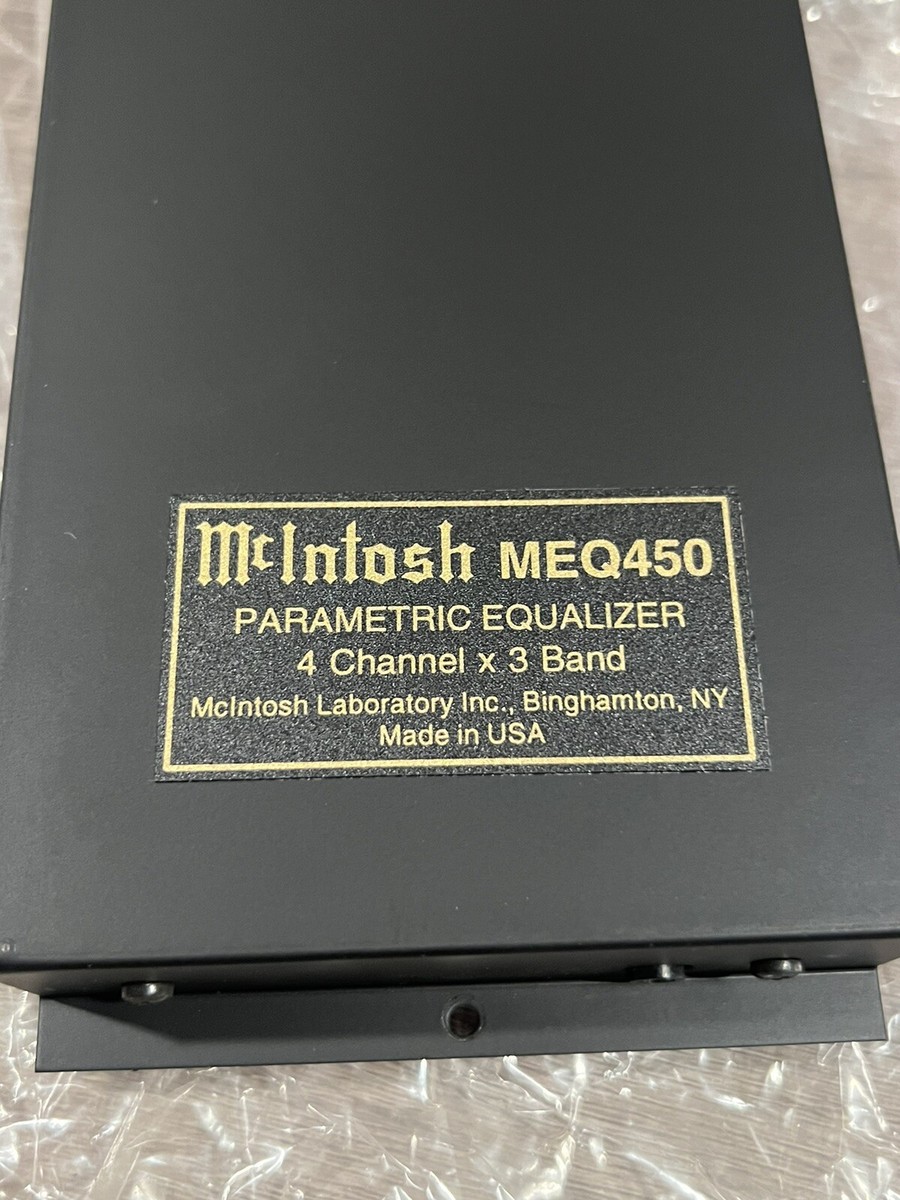 McIntosh MEQ450
PARAMETRIC EQUALIZER
4 Channel x 3 Band
McIntosh Laboratory Inc., Binghamton, NY
Made in USA